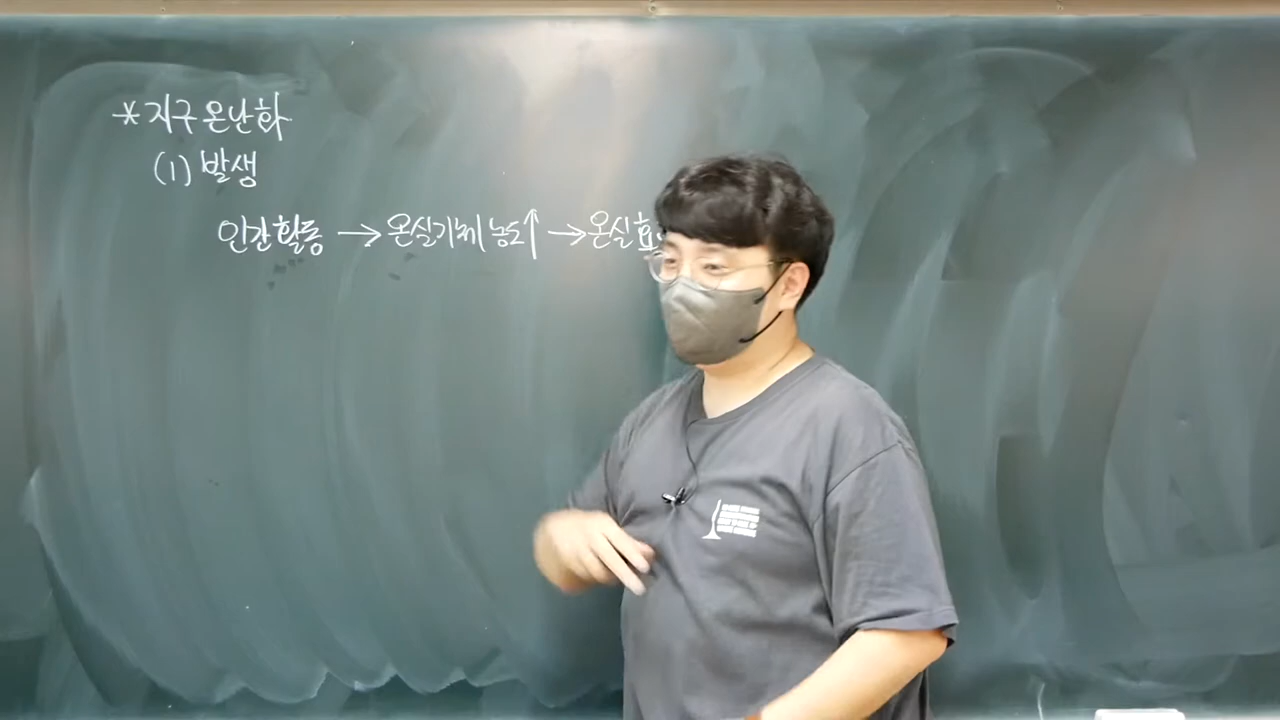 * 지구온난화
(1) 발생
인간활동 → 온실기체 농도↑ → 온실효